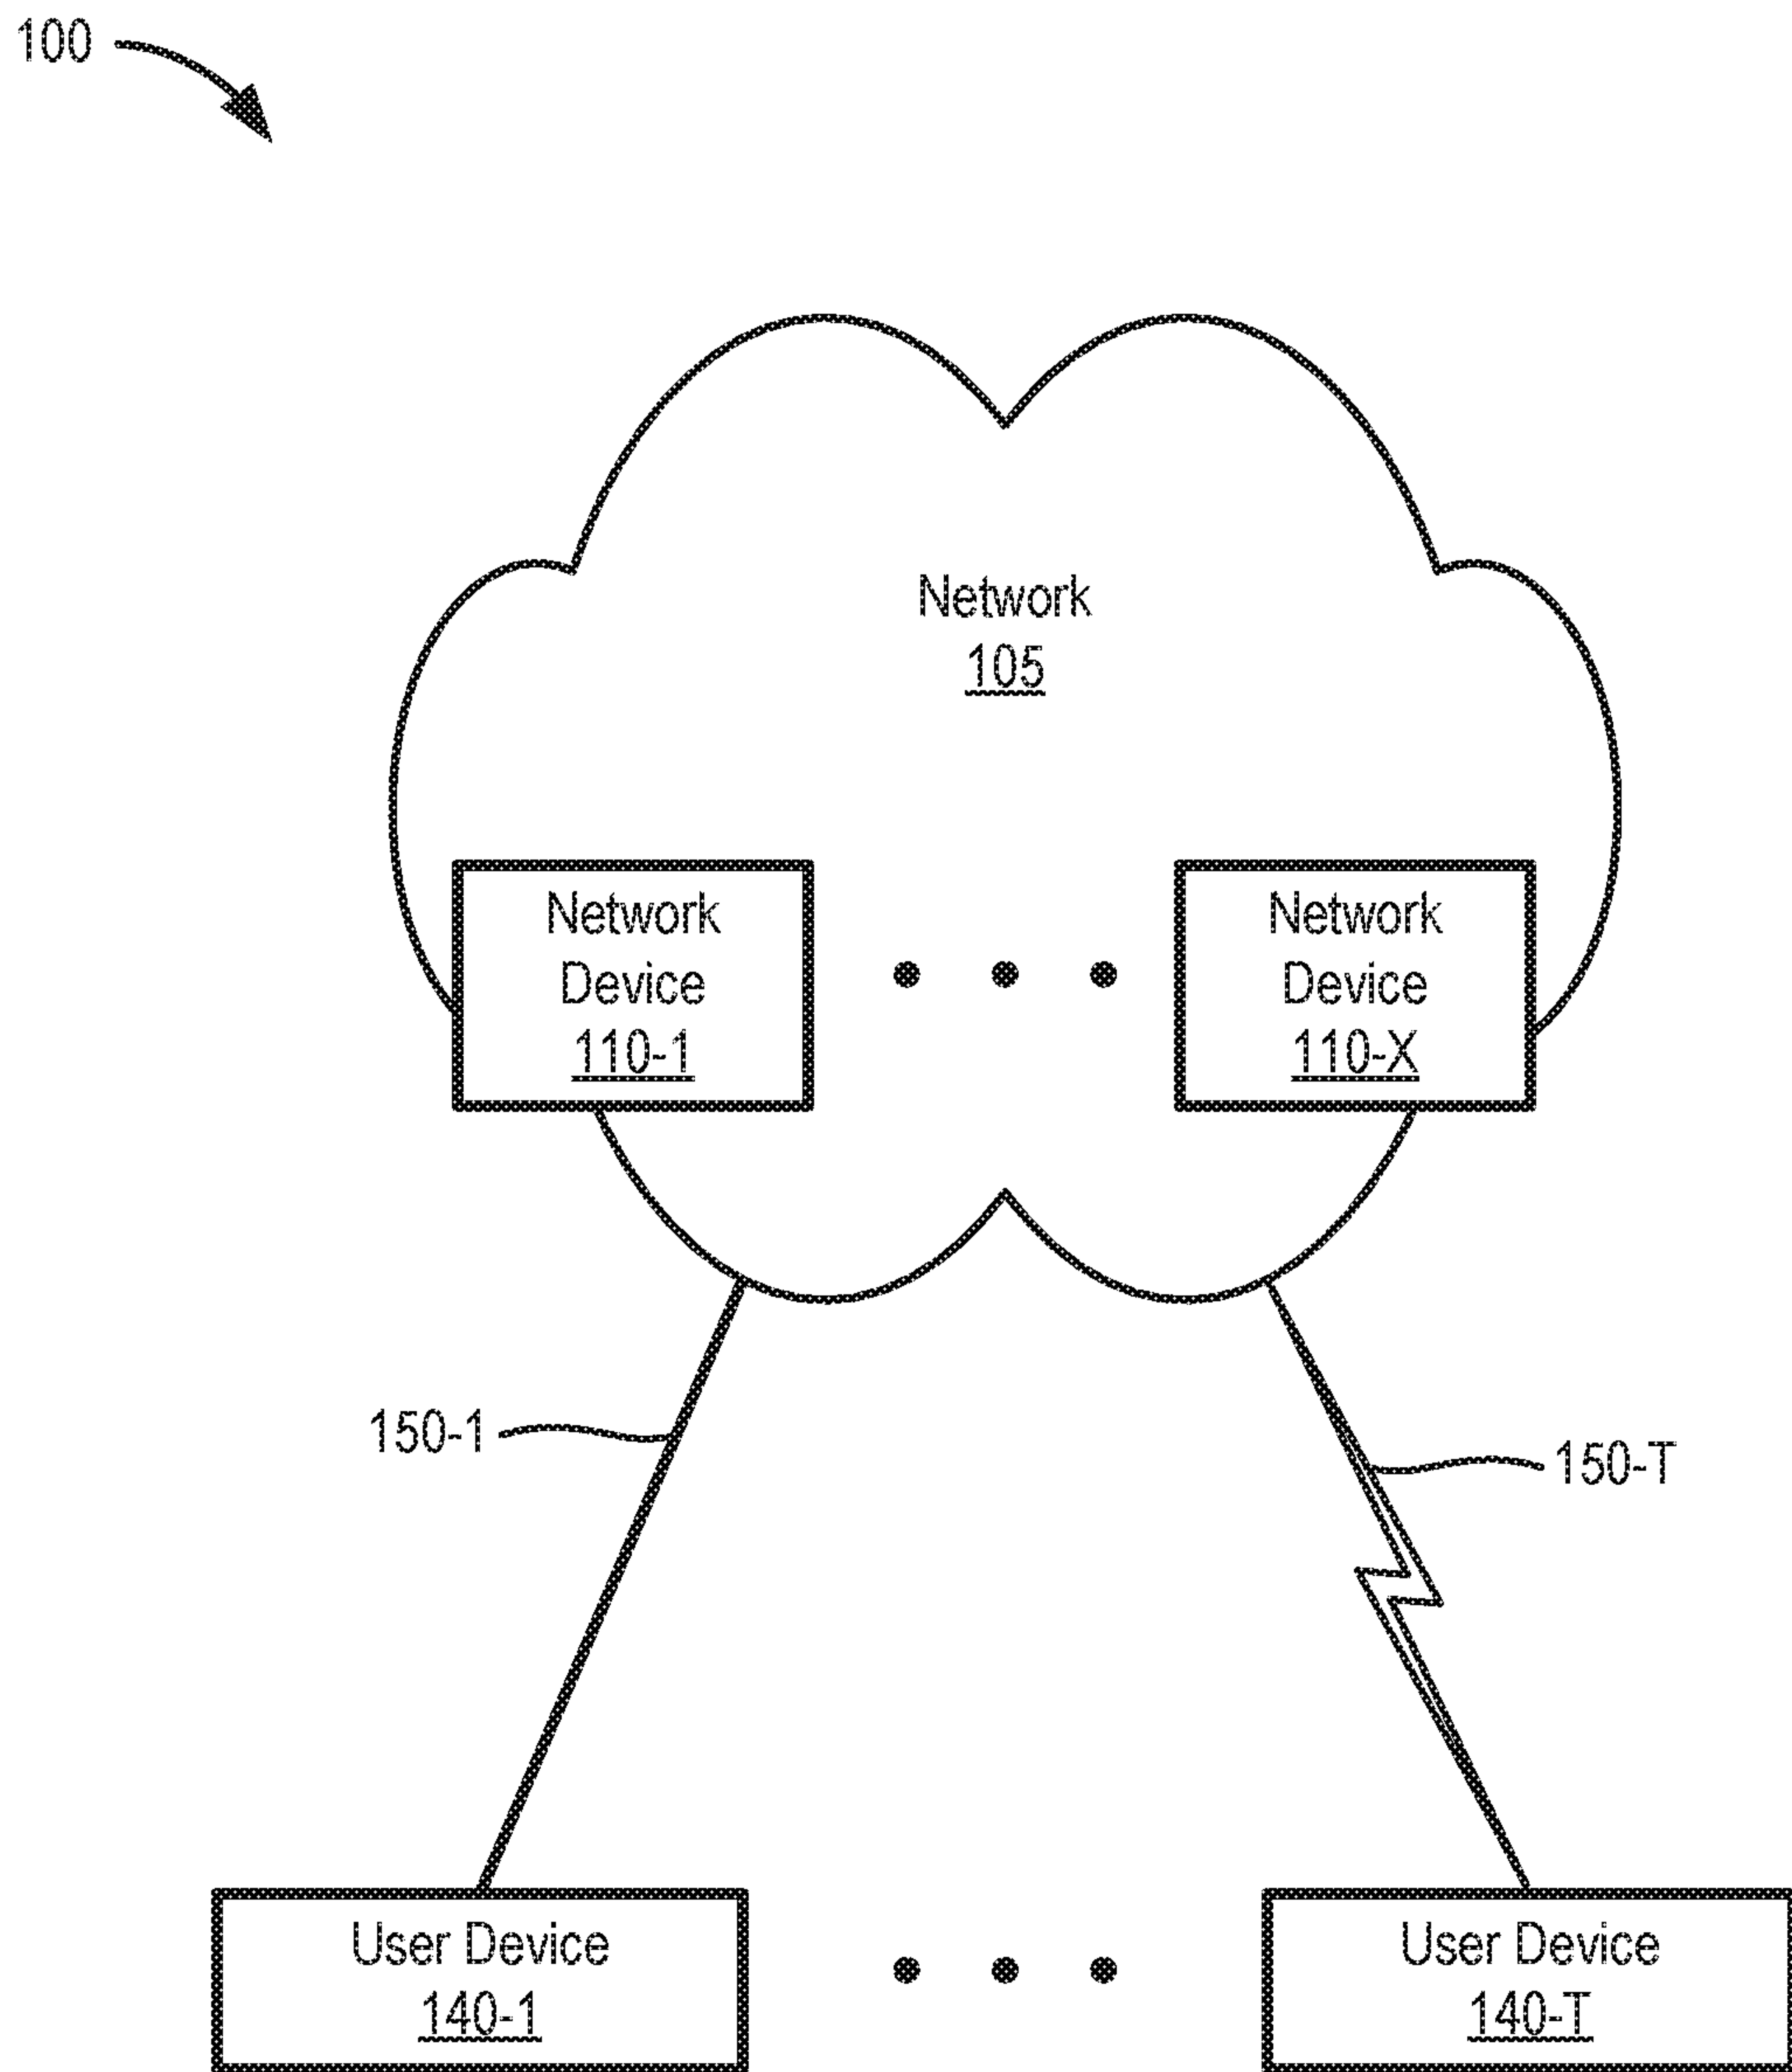 100
Network
105
Network
Device
110-1
Network
Device
110-X
150-1
150-T
User Device
140-1
User Device
140-T